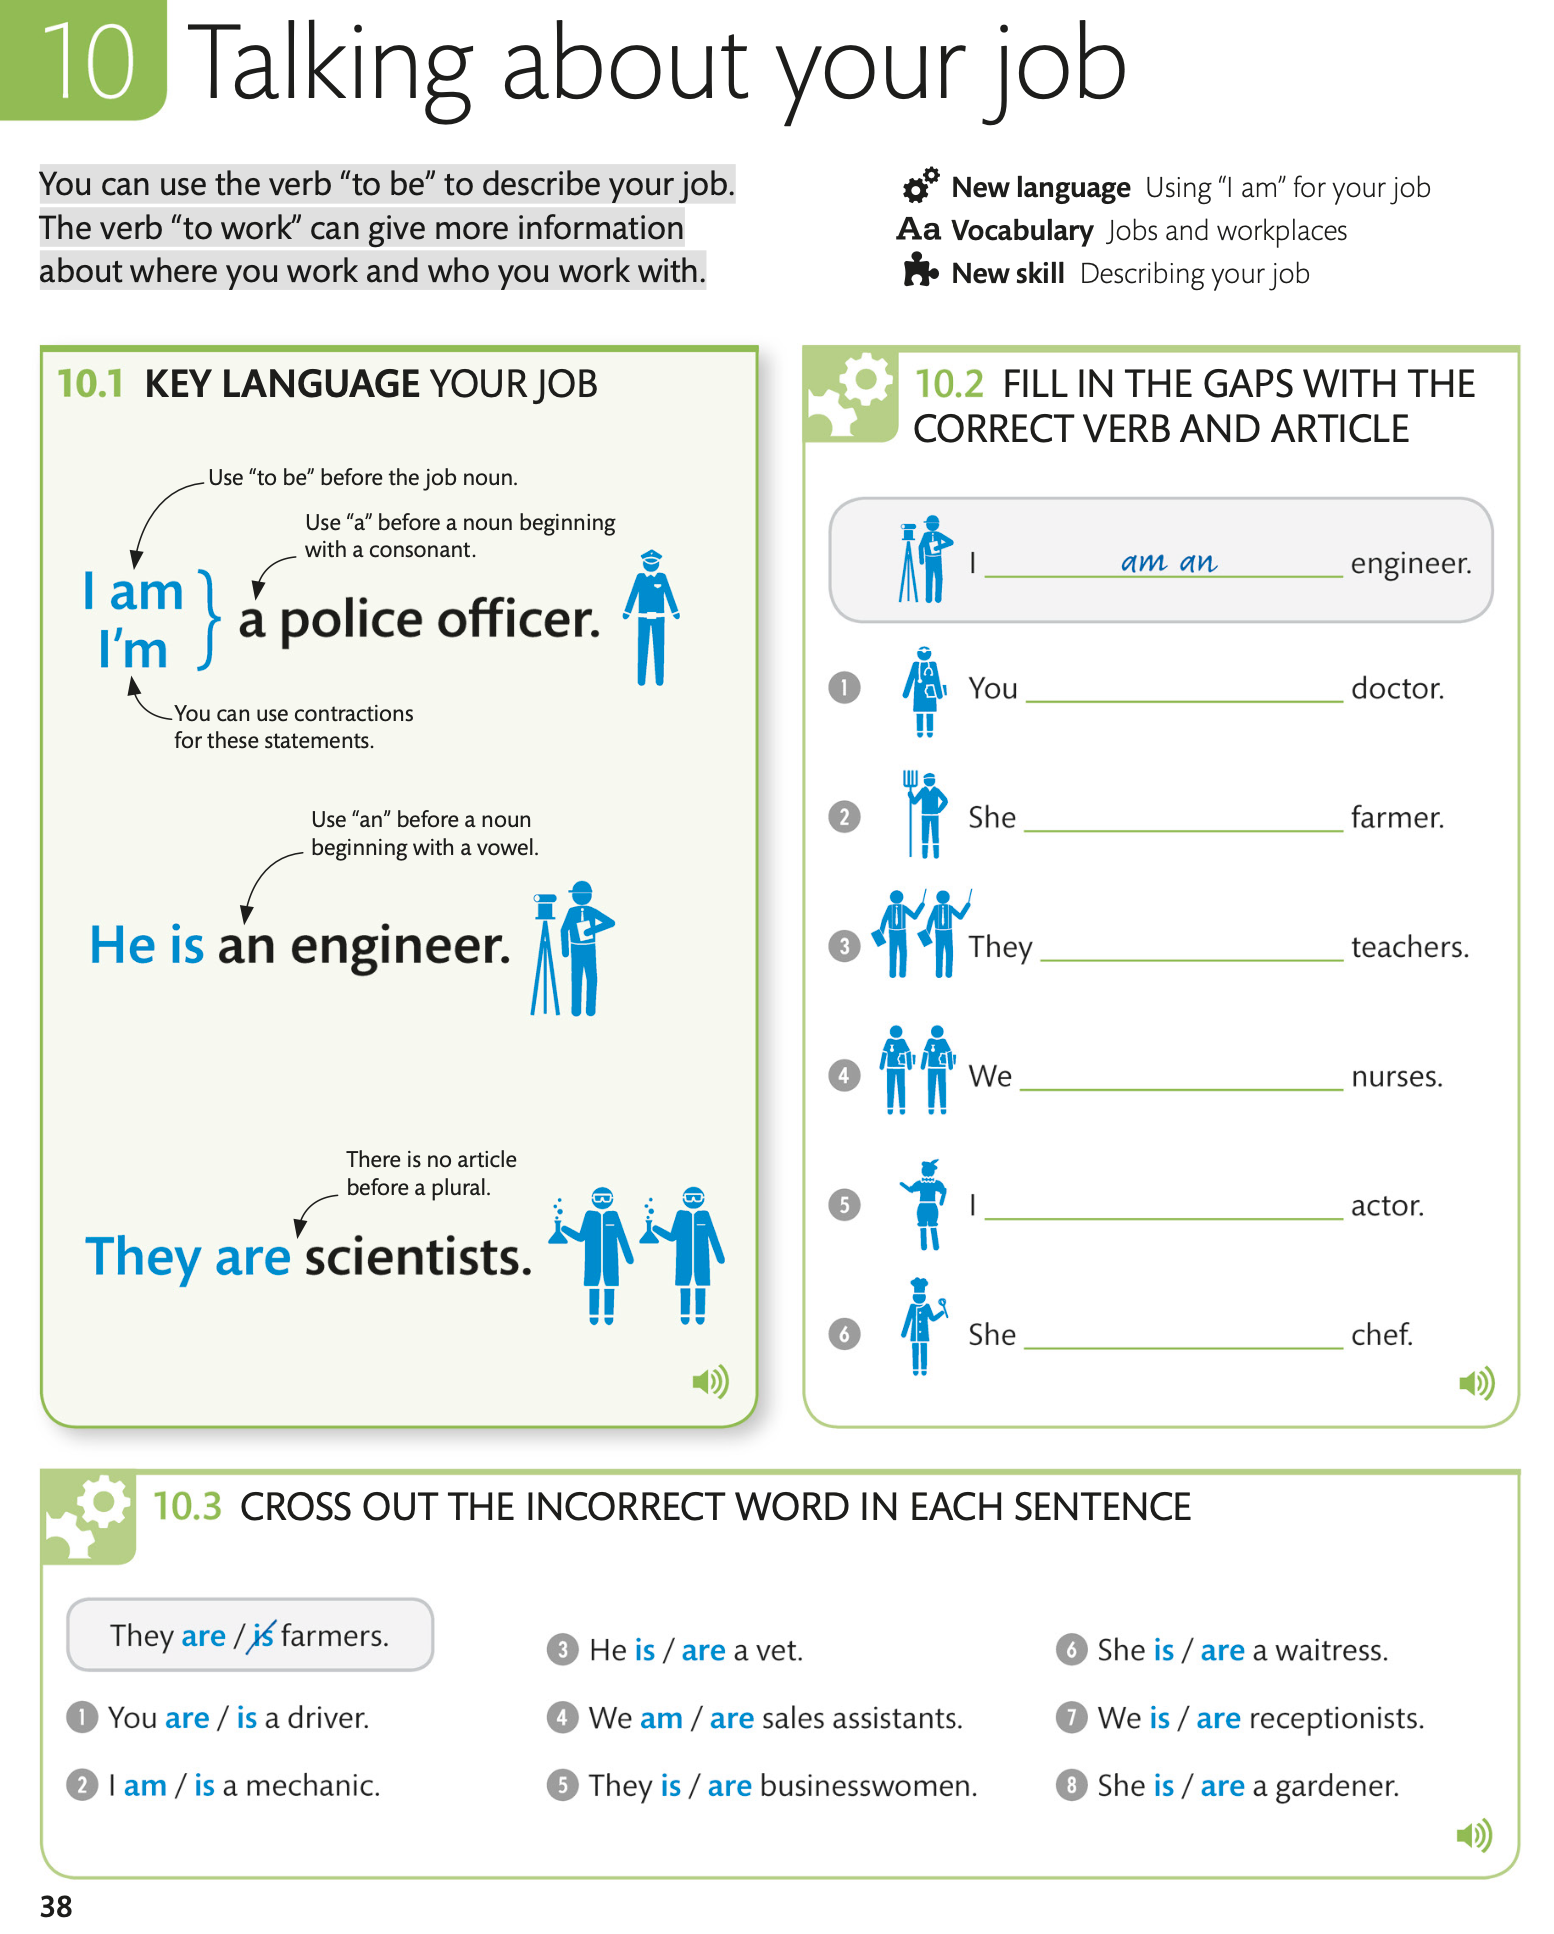 10 Talking about your job
You can use the verb “to be” to describe your job.
The verb “to work” can give more information
about where you work and who you work with.
New language Using “I am” for your job
Aa Vocabulary Jobs and workplaces
New skill Describing your job
10.1 KEY LANGUAGE YOUR JOB
Use “to be” before the job noun.
Use “a” before a noun beginning
with a consonant.
I am
I’m
} a police officer.
You can use contractions
for these statements.
Use “an” before a noun
beginning with a vowel.
He is an engineer.
There is no article
before a plural.
They are scientists.
10.2 FILL IN THE GAPS WITH THE
CORRECT VERB AND ARTICLE
I am an engineer.
1 You ____ doctor.
2 She ____ farmer.
3 They ____ teachers.
4 We ____ nurses.
5 I ____ actor.
6 She ____ chef.
10.3 CROSS OUT THE INCORRECT WORD IN EACH SENTENCE
They are / is farmers.
1 You are / is a driver.
2 I am / is a mechanic.
3 He is / are a vet.
4 We am / are sales assistants.
5 They is / are businesswomen.
6 She is / are a waitress.
7 We is / are receptionists.
8 She is / are a gardener.
38